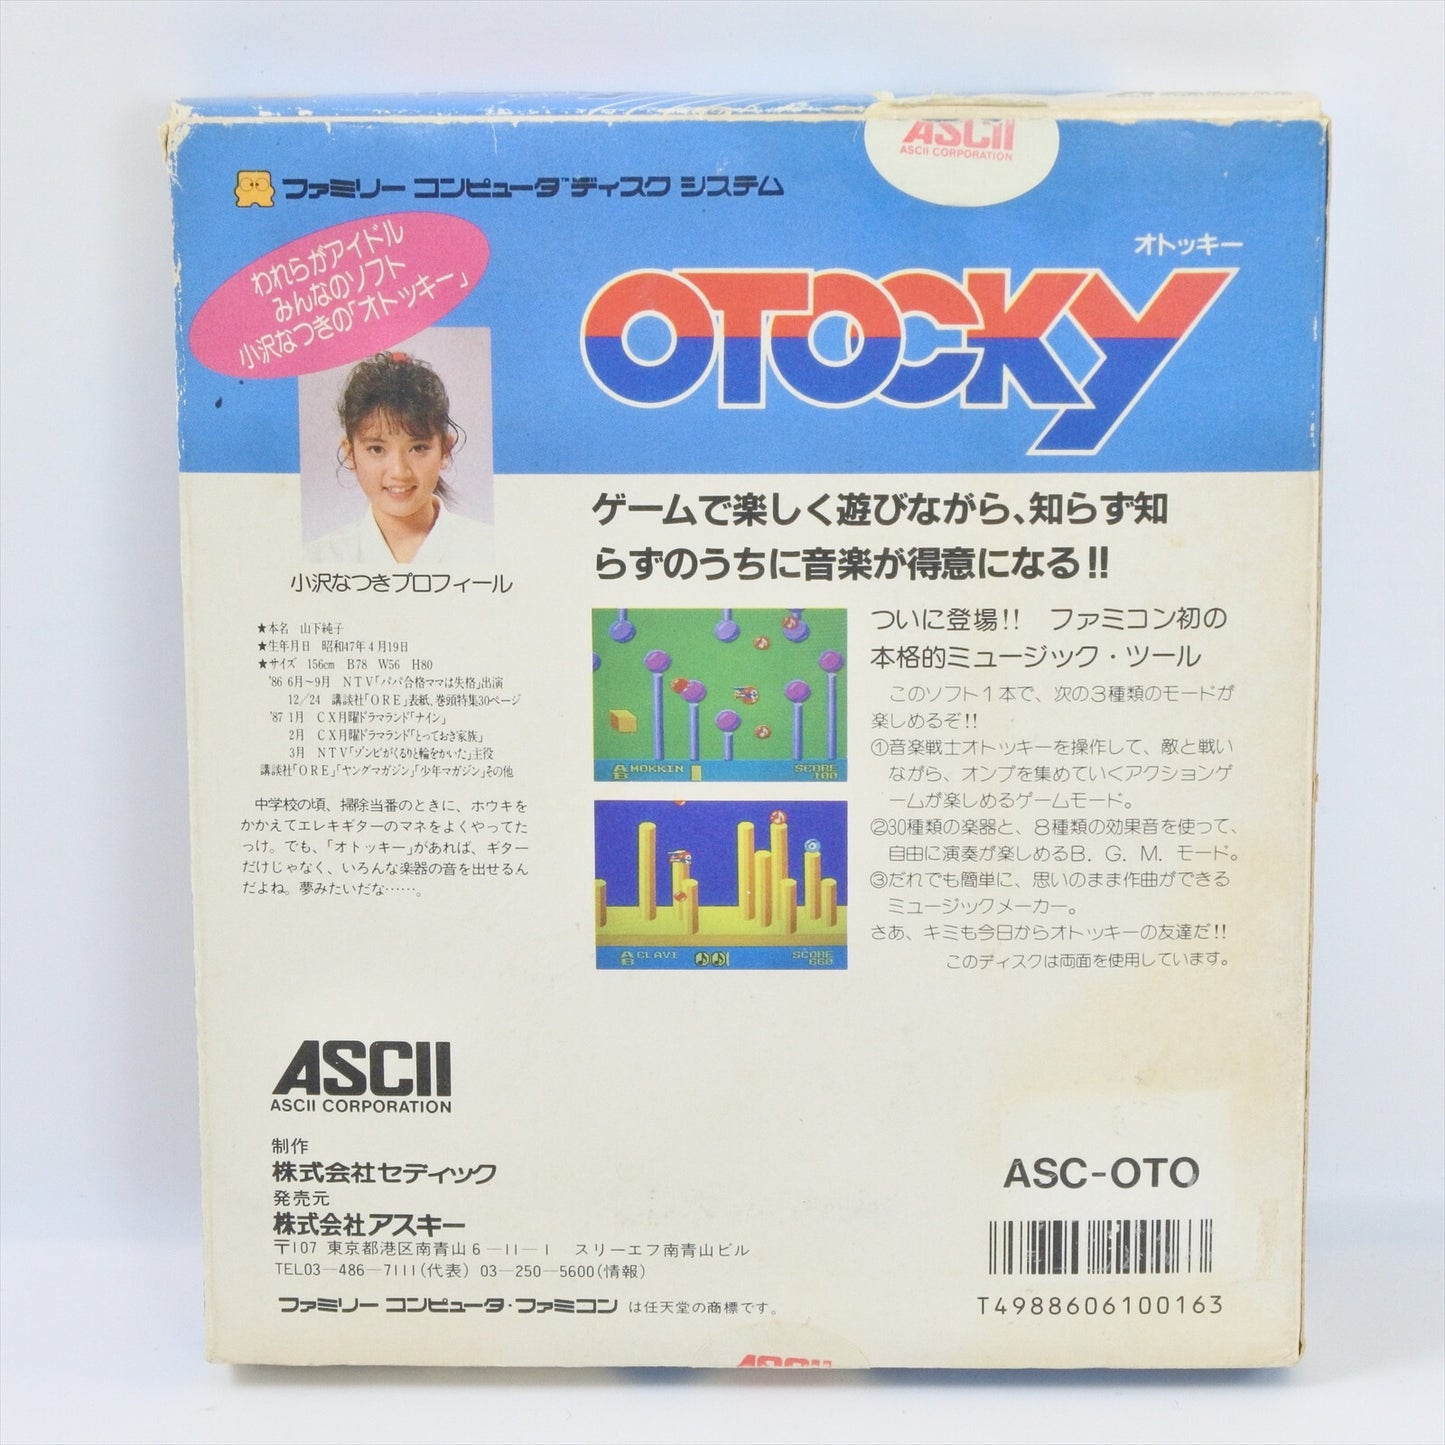 ASCII
ASCII CORPORATION
ファミリー コンピュータ™ ディスク システム
われらがアイドル
みんなのソフト
小沢なつきの「オトッキー」
オトッキー
OTOCKY
小沢なつきプロフィール
★本名 山下純子
★生年月日 昭和47年4月19日
★サイズ 156cm B78 W56 H80
'86 6月〜9月 NTV「パパ合格ママは失格」出演
12/24 講談社「ORE」表紙、巻頭特集30ページ
'87 1月 CX月曜ドラマランド「ナイン」
2月 CX月曜ドラマランド「とっておき家族」
3月 NTV「ゾンビがくるりと輪をかいた」主役
講談社「ORE」「ヤングマガジン」「少年マガジン」その他
中学校の頃、掃除当番のときに、ホウキを
かかえてエレキギターのマネをよくやってた
っけ。でも、「オトッキー」があれば、ギター
だけじゃなく、いろんな楽器の音を出せるん
だよね。夢みたいだな……。
ゲームで楽しく遊びながら、知らず知
らずのうちに音楽が得意になる!!
A MOKKIN SCORE
B 100
A CLAVI SCORE
B 660
ついに登場!! ファミコン初の
本格的ミュージック・ツール
このソフト1本で、次の3種類のモードが
楽しめるぞ!!
①音楽戦士オトッキーを操作して、敵と戦い
ながら、オンプを集めていくアクションゲ
ームが楽しめるゲームモード。
②30種類の楽器と、8種類の効果音を使って、
自由に演奏が楽しめるB.G.M.モード。
③だれでも簡単に、思いのまま作曲ができる
ミュージックメーカー。
さあ、キミも今日からオトッキーの友達だ!!
このディスクは両面を使用しています。
ASCII
ASCII CORPORATION
制作
株式会社セディック
発売元
株式会社アスキー
〒107 東京都港区南青山6-11-1 スリーエフ南青山ビル
TEL03-486-7111(代表) 03-250-5600(情報)
ファミリー コンピュータ・ファミコン は任天堂の商標です。
ASC-OTO
T4988606100163
ASCII